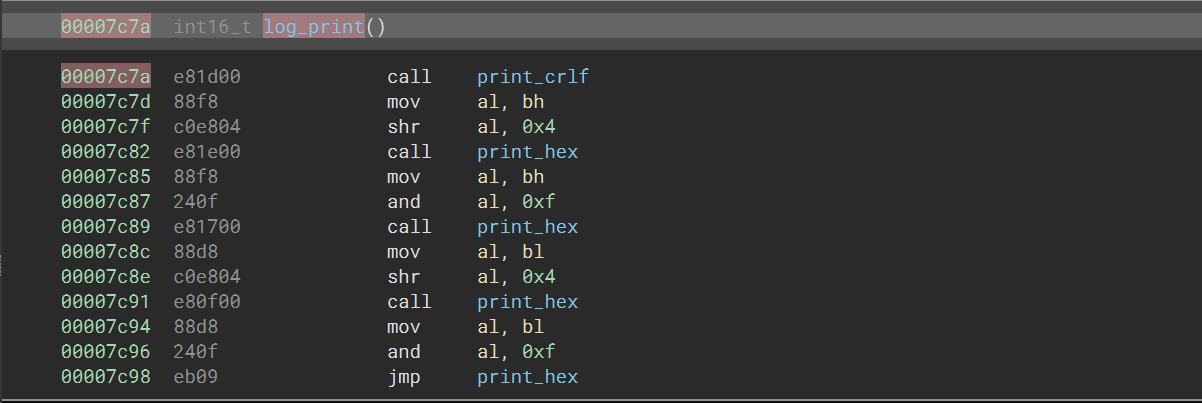 00007c7a int16_t log_print()
00007c7a e81d00 call print_crlf
00007c7d 88f8 mov al, bh
00007c7f c0e804 shr al, 0x4
00007c82 e81e00 call print_hex
00007c85 88f8 mov al, bh
00007c87 240f and al, 0xf
00007c89 e81700 call print_hex
00007c8c 88d8 mov al, bl
00007c8e c0e804 shr al, 0x4
00007c91 e80f00 call print_hex
00007c94 88d8 mov al, bl
00007c96 240f and al, 0xf
00007c98 eb09 jmp print_hex